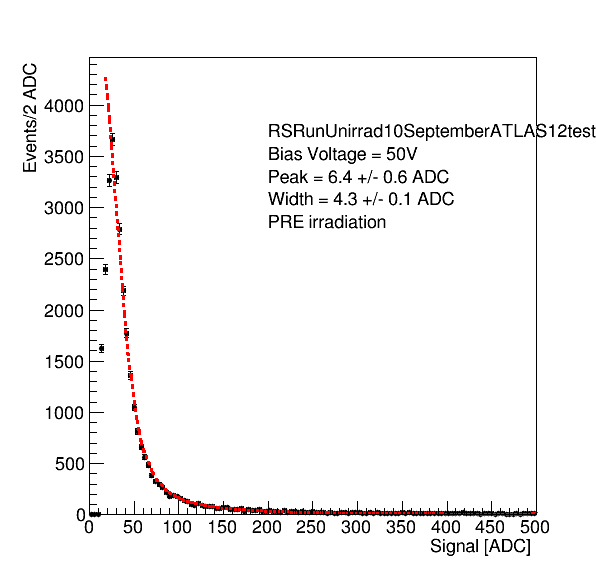 Events/2 ADC
4000
3500
3000
2500
2000
1500
1000
500
0
RSRunUnirrad10SeptemberATLAS12test
Bias Voltage = 50V
Peak = 6.4 +/- 0.6 ADC
Width = 4.3 +/- 0.1 ADC
PRE irradiation
0 50 100 150 200 250 300 350 400 450 500
Signal [ADC]